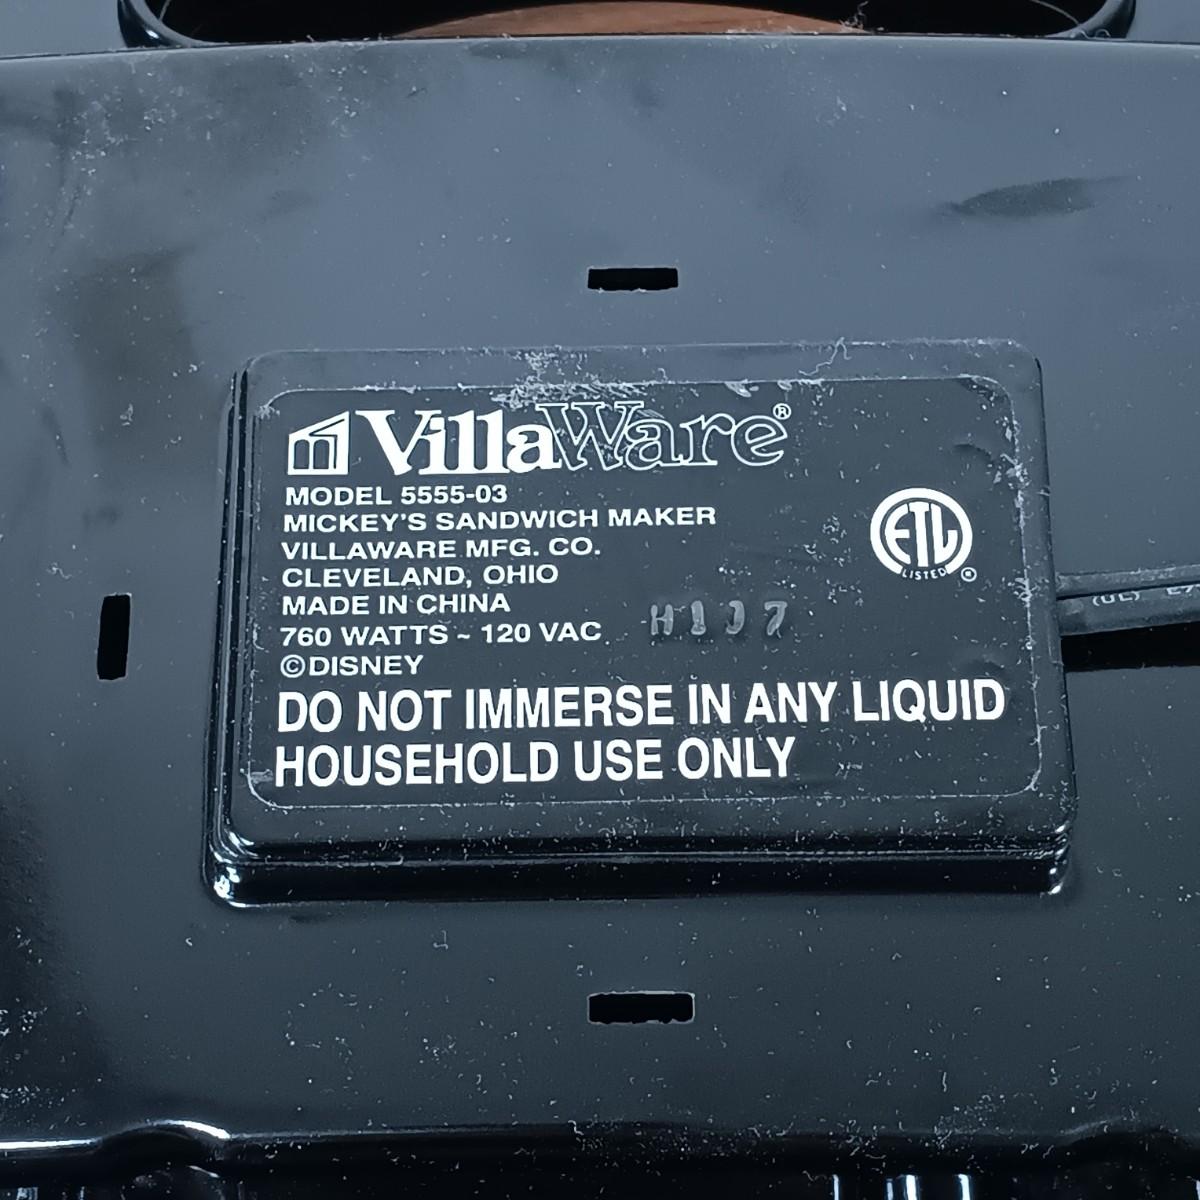 VillaWare®
MODEL 5555-03
MICKEY'S SANDWICH MAKER
VILLAWARE MFG. CO.
CLEVELAND, OHIO
MADE IN CHINA
760 WATTS ~ 120 VAC
©DISNEY
DO NOT IMMERSE IN ANY LIQUID
HOUSEHOLD USE ONLY
ETL
LISTED ®
(UL)